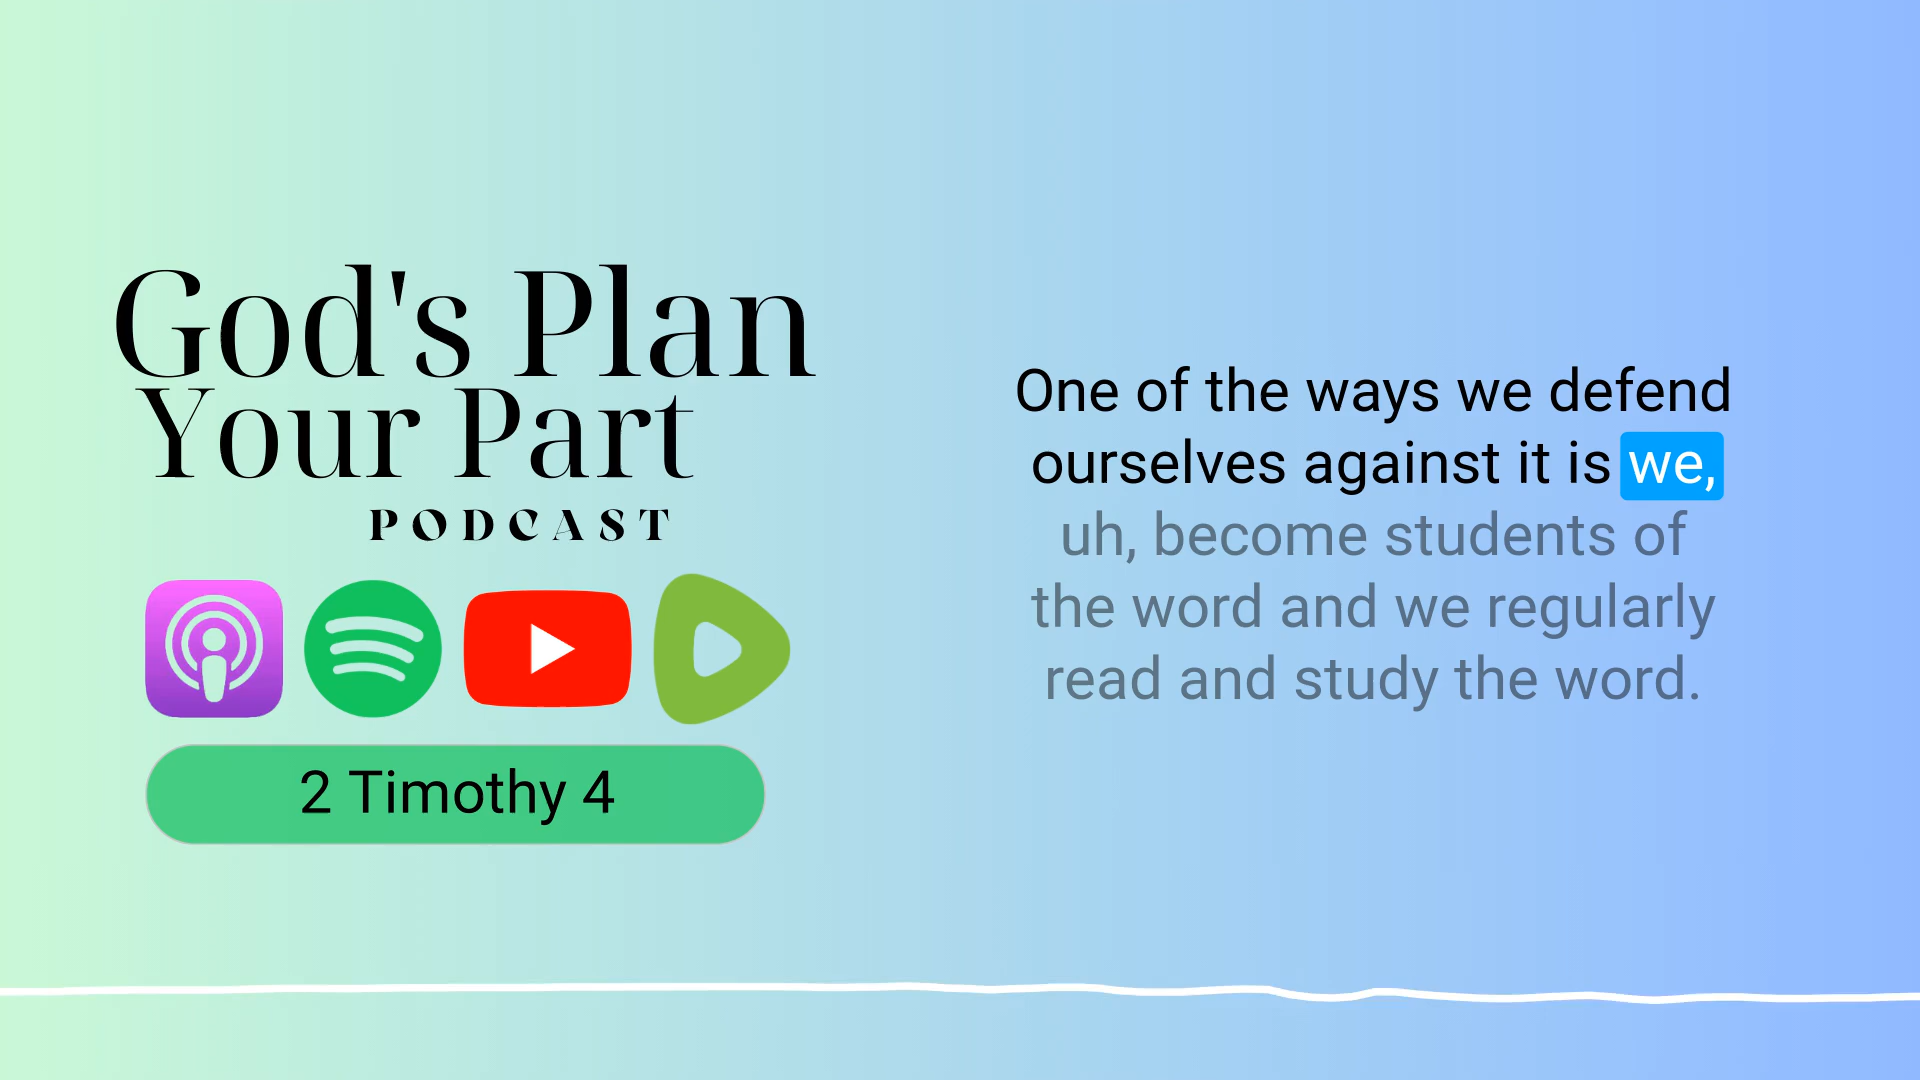 God's Plan
Your Part
PODCAST
2 Timothy 4
One of the ways we defend
ourselves against it is we,
uh, become students of
the word and we regularly
read and study the word.